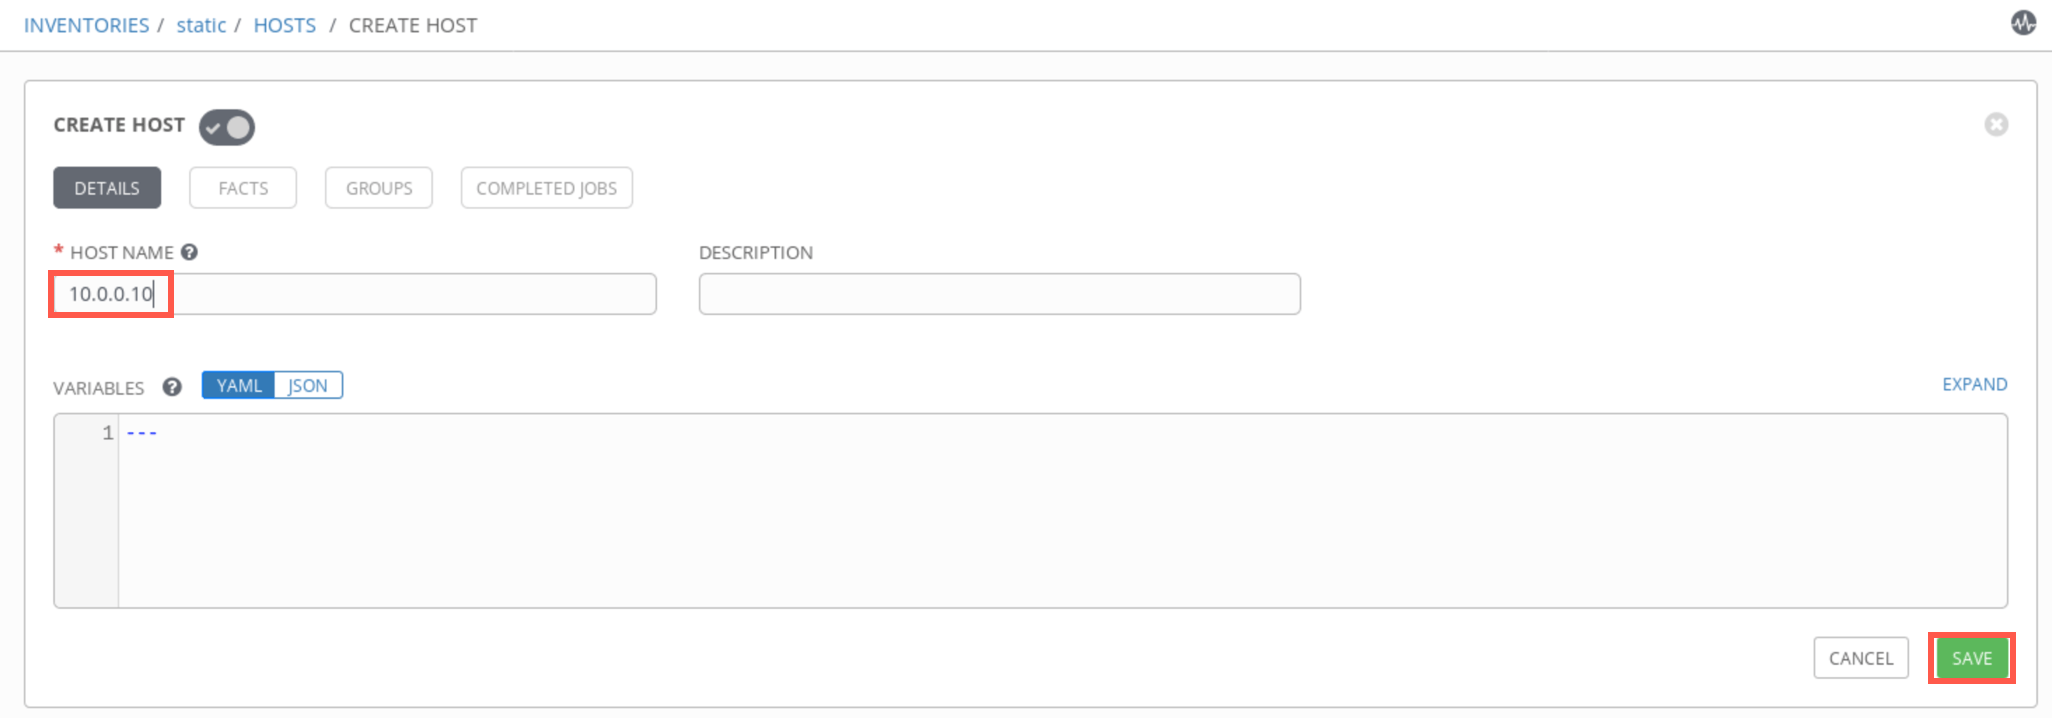 INVENTORIES / static / HOSTS / CREATE HOST
CREATE HOST
DETAILS FACTS GROUPS COMPLETED JOBS
* HOST NAME ? DESCRIPTION
10.0.0.10
VARIABLES ? YAML JSON EXPAND
1 ---
CANCEL SAVE